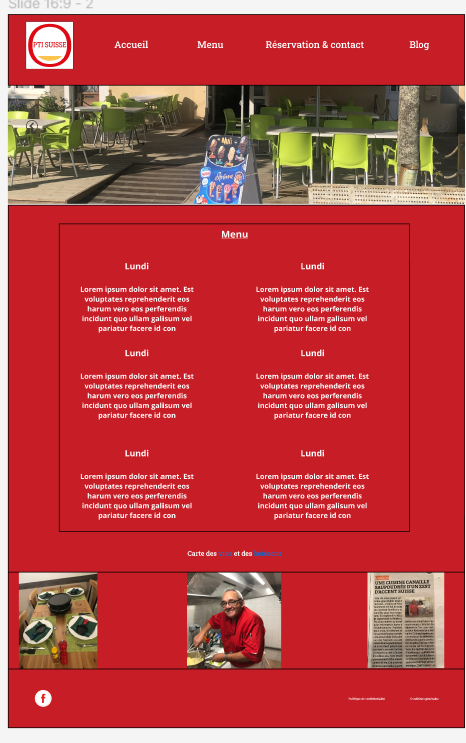 Slide 16:9 - 2
PTI SUISSE
Accueil
Menu
Réservation & contact
Blog
Menu
Lundi
Lorem ipsum dolor sit amet. Est
voluptates reprehenderit eos
harum vero eos perferendis
incidunt quo ullam galisum vel
pariatur facere id con
Lundi
Lorem ipsum dolor sit amet. Est
voluptates reprehenderit eos
harum vero eos perferendis
incidunt quo ullam galisum vel
pariatur facere id con
Lundi
Lorem ipsum dolor sit amet. Est
voluptates reprehenderit eos
harum vero eos perferendis
incidunt quo ullam galisum vel
pariatur facere id con
Lundi
Lorem ipsum dolor sit amet. Est
voluptates reprehenderit eos
harum vero eos perferendis
incidunt quo ullam galisum vel
pariatur facere id con
Lundi
Lorem ipsum dolor sit amet. Est
voluptates reprehenderit eos
harum vero eos perferendis
incidunt quo ullam galisum vel
pariatur facere id con
Lundi
Lorem ipsum dolor sit amet. Est
voluptates reprehenderit eos
harum vero eos perferendis
incidunt quo ullam galisum vel
pariatur facere id con
Carte des et des
UNE CUISINE CANAILLE
SAUPOUDRÉE D'UN ZEST
D'ACCENT SUISSE
Politique de confidentialité
Conditions générales